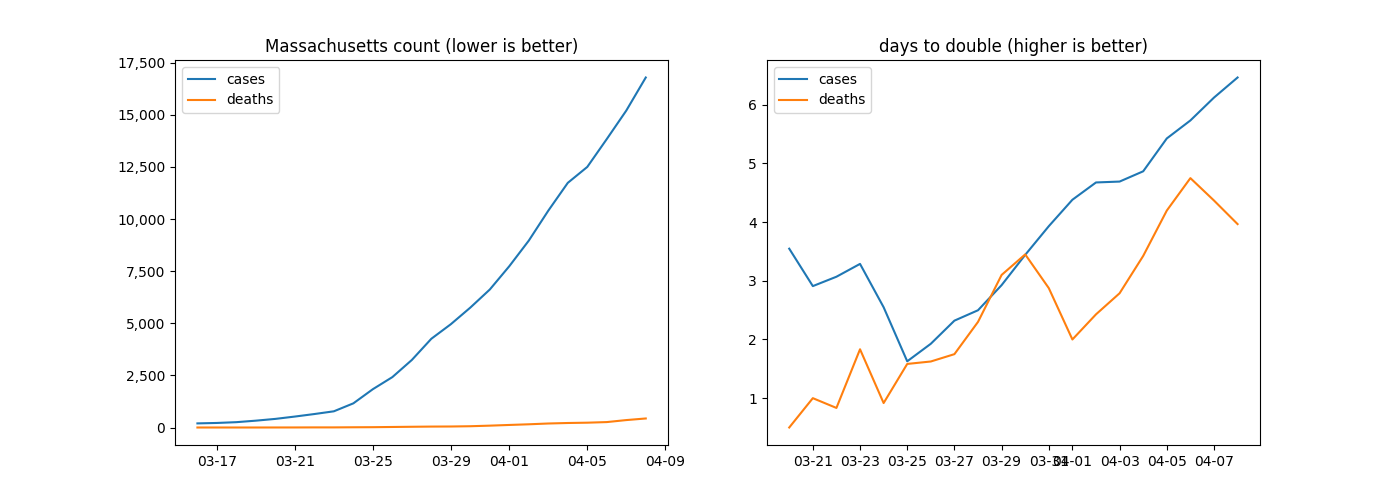 Massachusetts count (lower is better)
17,500
15,000
12,500
10,000
7,500
5,000
2,500
0
cases
deaths
03-17 03-21 03-25 03-29 04-01 04-05 04-09
days to double (higher is better)
6
5
4
3
2
1
cases
deaths
03-21 03-23 03-25 03-27 03-29 03-31 04-01 04-03 04-05 04-07